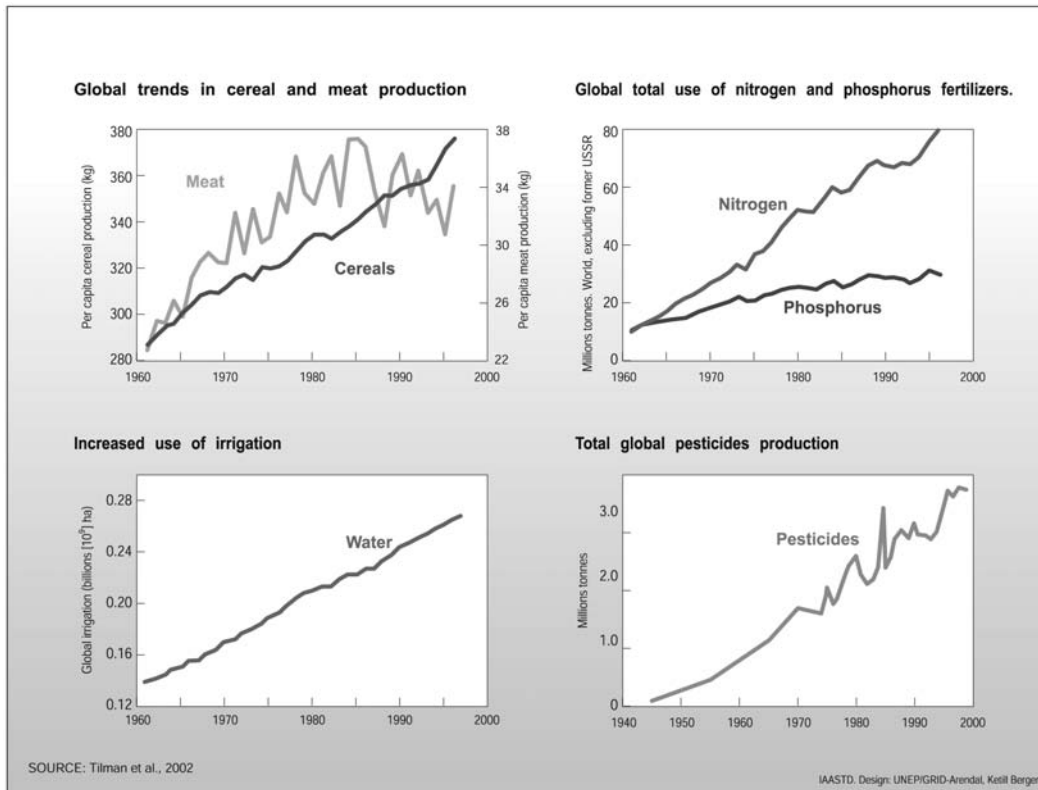 Global trends in cereal and meat production
Per capita cereal production (kg)
380
360
340
320
300
280
Meat
Cereals
38
34
30
26
22
Per capita meat production (kg)
1960
1970
1980
1990
2000
Global total use of nitrogen and phosphorus fertilizers.
Millions tonnes. World, excluding former USSR
80
60
40
20
0
Nitrogen
Phosphorus
1960
1970
1980
1990
2000
Increased use of irrigation
Global irrigation (billions [10⁹] ha)
0.28
0.24
0.20
0.16
0.12
Water
1960
1970
1980
1990
2000
Total global pesticides production
Millions tonnes
3.0
2.0
1.0
0
Pesticides
1940
1950
1960
1970
1980
1990
2000
SOURCE: Tilman et al., 2002
IAASTD. Design: UNEP/GRID-Arendal, Ketill Berger